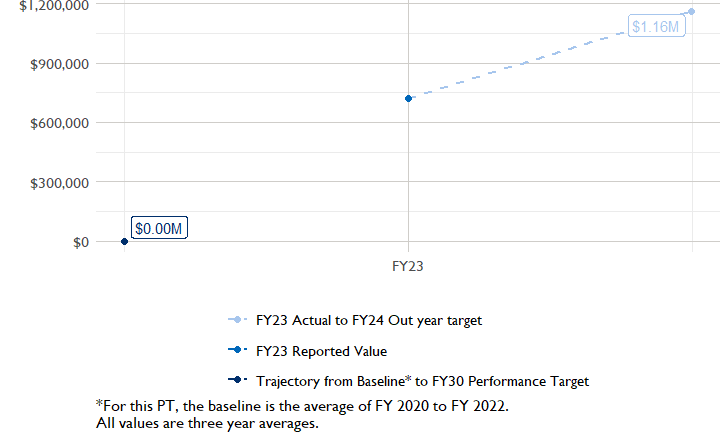 $1,200,000
$1.16M
$900,000
$600,000
$300,000
$0.00M
$0
FY23
FY23 Actual to FY24 Out year target
FY23 Reported Value
Trajectory from Baseline* to FY30 Performance Target
*For this PT, the baseline is the average of FY 2020 to FY 2022.
All values are three year averages.